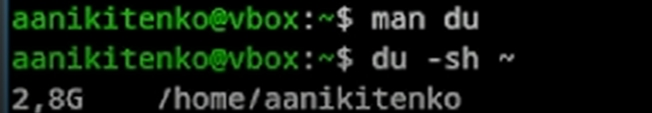 aanikitenko@vbox:~$ man du
aanikitenko@vbox:~$ du -sh ~
2,8G    /home/aanikitenko